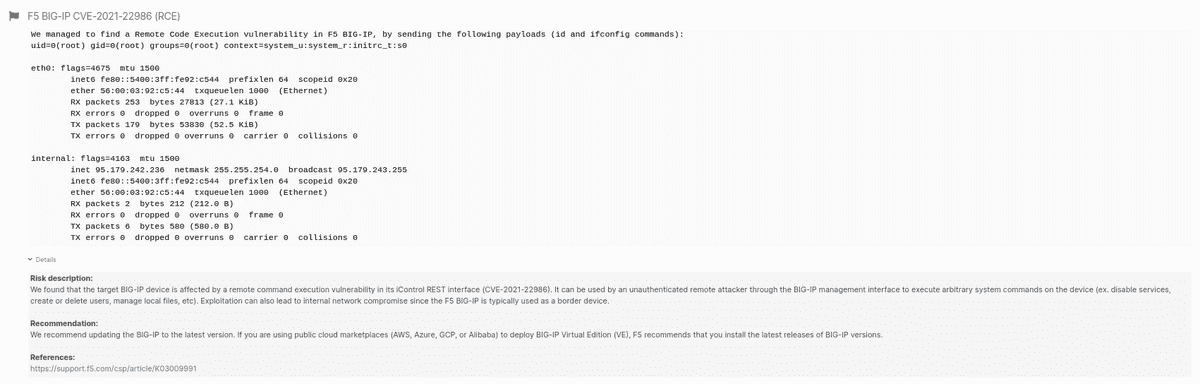 F5 BIG-IP CVE-2021-22986 (RCE)
We managed to find a Remote Code Execution vulnerability in F5 BIG-IP, by sending the following payloads (id and ifconfig commands):
uid=0(root) gid=0(root) groups=0(root) context=system_u:system_r:initrc_t:s0
eth0: flags=4675  mtu 1500
inet6 fe80::5400:3ff:fe92:c544  prefixlen 64  scopeid 0x20
ether 56:00:03:92:c5:44  txqueuelen 1000  (Ethernet)
RX packets 253  bytes 27813 (27.1 KiB)
RX errors 0  dropped 0  overruns 0  frame 0
TX packets 179  bytes 53830 (52.5 KiB)
TX errors 0  dropped 0 overruns 0  carrier 0  collisions 0
internal: flags=4163  mtu 1500
inet 95.179.242.236  netmask 255.255.254.0  broadcast 95.179.243.255
inet6 fe80::5400:3ff:fe92:c544  prefixlen 64  scopeid 0x20
ether 56:00:03:92:c5:44  txqueuelen 1000  (Ethernet)
RX packets 2  bytes 212 (212.0 B)
RX errors 0  dropped 0  overruns 0  frame 0
TX packets 6  bytes 580 (580.0 B)
TX errors 0  dropped 0 overruns 0  carrier 0  collisions 0
Details
Risk description:
We found that the target BIG-IP device is affected by a remote command execution vulnerability in its iControl REST interface (CVE-2021-22986). It can be used by an unauthenticated remote attacker through the BIG-IP management interface to execute arbitrary system commands on the device (ex. disable services,
create or delete users, manage local files, etc). Exploitation can also lead to internal network compromise since the F5 BIG-IP is typically used as a border device.
Recommendation:
We recommend updating the BIG-IP to the latest version. If you are using public cloud marketplaces (AWS, Azure, GCP, or Alibaba) to deploy BIG-IP Virtual Edition (VE), F5 recommends that you install the latest releases of BIG-IP versions.
References:
https://support.f5.com/csp/article/K03009991